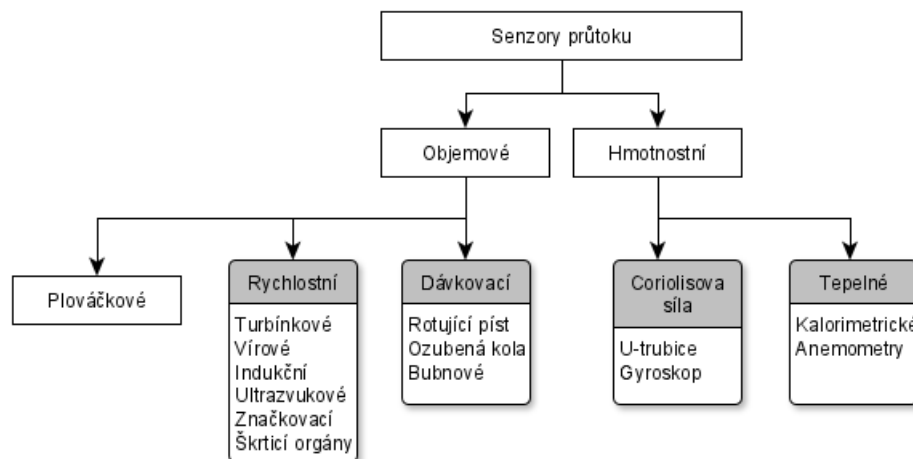 Senzory průtoku
Objemové
Hmotnostní
Plováčkové
Rychlostní
Turbínkové
Vírové
Indukční
Ultrazvukové
Značkovací
Škrticí orgány
Dávkovací
Rotující píst
Ozubená kola
Bubnové
Coriolisova
síla
U-trubice
Gyroskop
Tepelné
Kalorimetrické
Anemometry